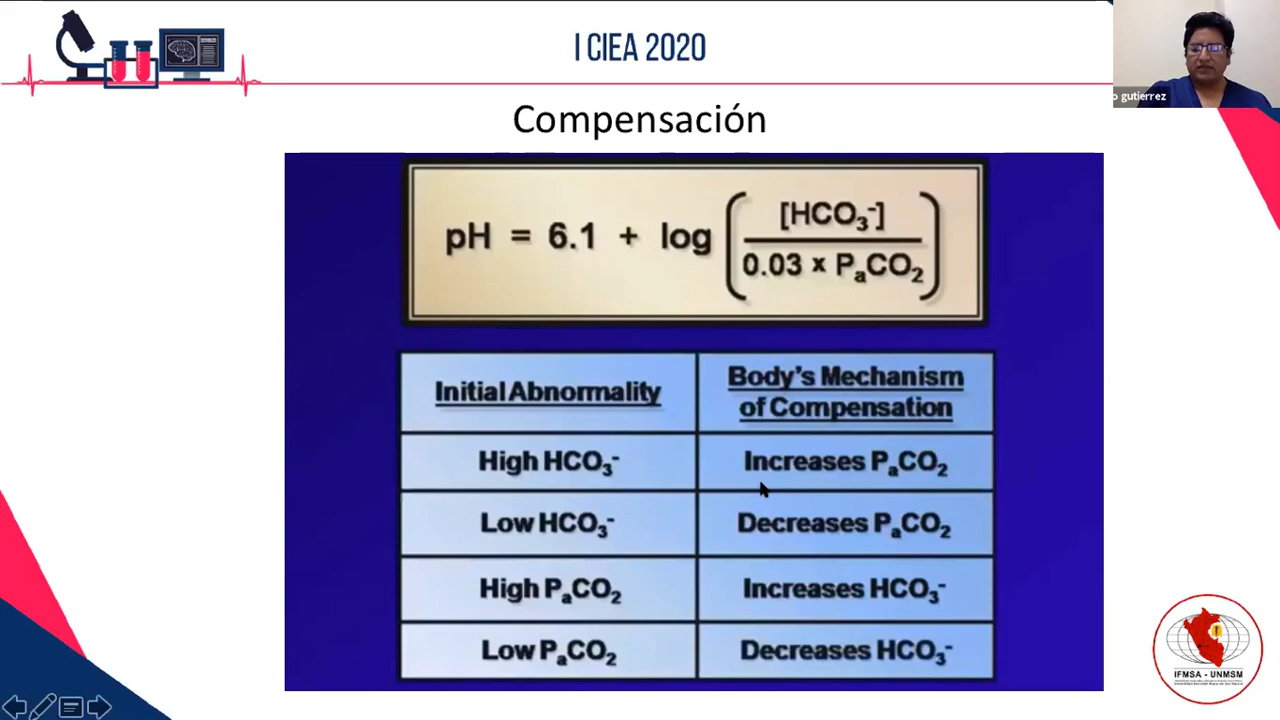 I CIEA 2020
o gutierrez
Compensación
pH = 6.1 + log ( [HCO₃⁻] / 0.03 x PₐCO₂ )
Initial Abnormality
Body's Mechanism
of Compensation
High HCO₃⁻
Increases PₐCO₂
Low HCO₃⁻
Decreases PₐCO₂
High PₐCO₂
Increases HCO₃⁻
Low PₐCO₂
Decreases HCO₃⁻
IFMSA - UNMSM